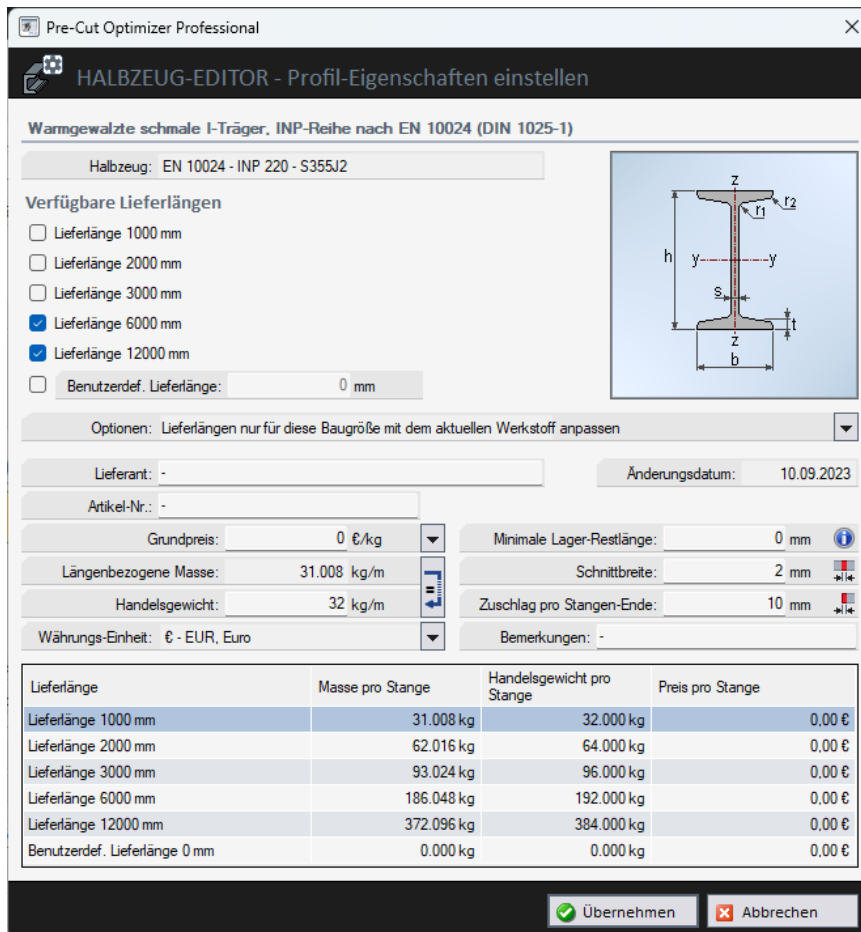 Pre-Cut Optimizer Professional
HALBZEUG-EDITOR - Profil-Eigenschaften einstellen
Warmgewalzte schmale I-Träger, INP-Reihe nach EN 10024 (DIN 1025-1)
Halbzeug: EN 10024 - INP 220 - S355J2
Verfügbare Lieferlängen
Lieferlänge 1000 mm
Lieferlänge 2000 mm
Lieferlänge 3000 mm
Lieferlänge 6000 mm
Lieferlänge 12000 mm
Benutzerdef. Lieferlänge: 0 mm
z
r1 r2
h y y
s
t
z
b
Optionen: Lieferlängen nur für diese Baugröße mit dem aktuellen Werkstoff anpassen
Lieferant: - Änderungsdatum: 10.09.2023
Artikel-Nr.: -
Grundpreis: 0 €/kg Minimale Lager-Restlänge: 0 mm
Längenbezogene Masse: 31.008 kg/m = Schnittbreite: 2 mm
Handelsgewicht: 32 kg/m Zuschlag pro Stangen-Ende: 10 mm
Währungs-Einheit: € - EUR, Euro Bemerkungen: -
Lieferlänge Masse pro Stange Handelsgewicht pro Stange Preis pro Stange
Lieferlänge 1000 mm 31.008 kg 32.000 kg 0,00 €
Lieferlänge 2000 mm 62.016 kg 64.000 kg 0,00 €
Lieferlänge 3000 mm 93.024 kg 96.000 kg 0,00 €
Lieferlänge 6000 mm 186.048 kg 192.000 kg 0,00 €
Lieferlänge 12000 mm 372.096 kg 384.000 kg 0,00 €
Benutzerdef. Lieferlänge 0 mm 0.000 kg 0.000 kg 0,00 €
Übernehmen Abbrechen